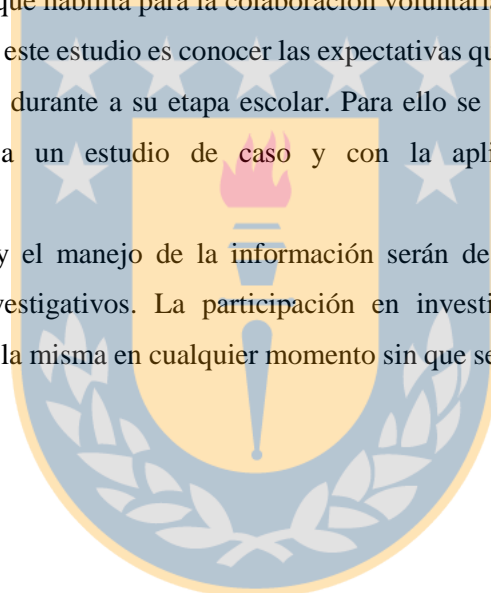 que habilita para la colaboración voluntaria
este estudio es conocer las expectativas qu
durante a su etapa escolar. Para ello se
a un estudio de caso y con la apli
y el manejo de la información serán de
vestigativos. La participación en investi
la misma en cualquier momento sin que se